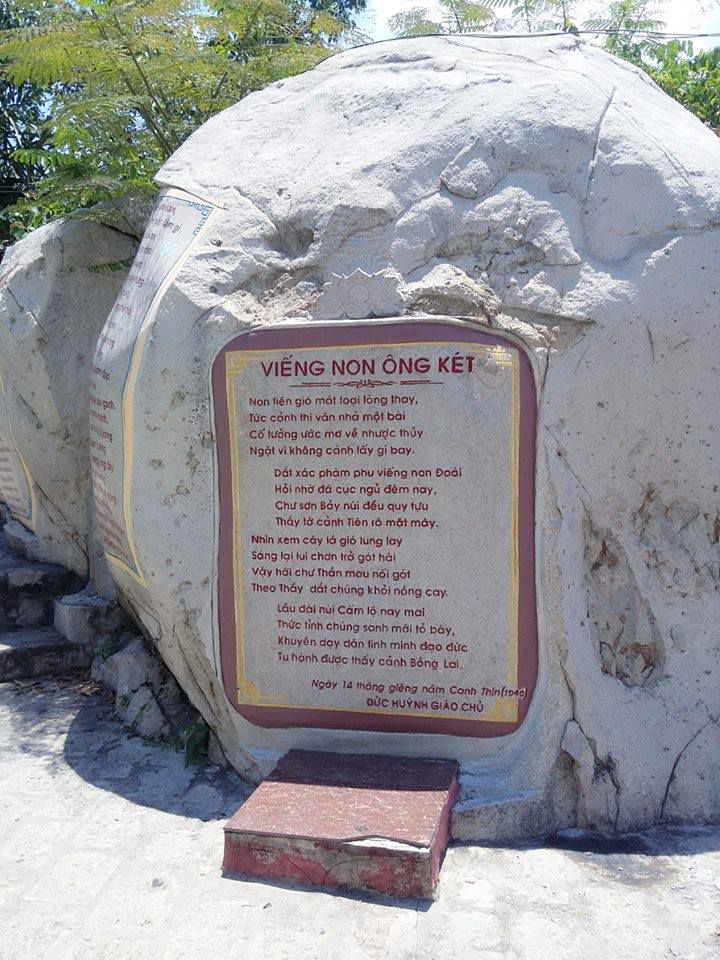 VIẾNG NON ÔNG KÉT
Non tiên gió mát loại lòng thay,
Tức cảnh thi văn nhả một bài
Cố tưởng ước mơ về nhược thủy
Ngặt vì không cánh lấy gì bay.
Dắt xác phàm phu viếng non Đoài
Hỏi nhờ đá cục ngủ đêm nay,
Chư sơn Bảy núi đều quy tựu
Thầy tớ cảnh Tiên rõ mặt mày.
Nhìn xem cây lá gió lung lay
Sáng lại lui chơn trở gót hài
Vậy hỡi chư Thần mau nối gót
Theo Thầy dắt chúng khỏi nồng cay.
Lầu đài núi Cấm lộ nay mai
Thức tỉnh chúng sanh mới tỏ bày,
Khuyên dạy dân tình minh đạo đức
Tu hành được thấy cảnh Bồng Lai.
Ngày 14 tháng giêng năm Canh Thìn (1940)
ĐỨC HUỲNH GIÁO CHỦ